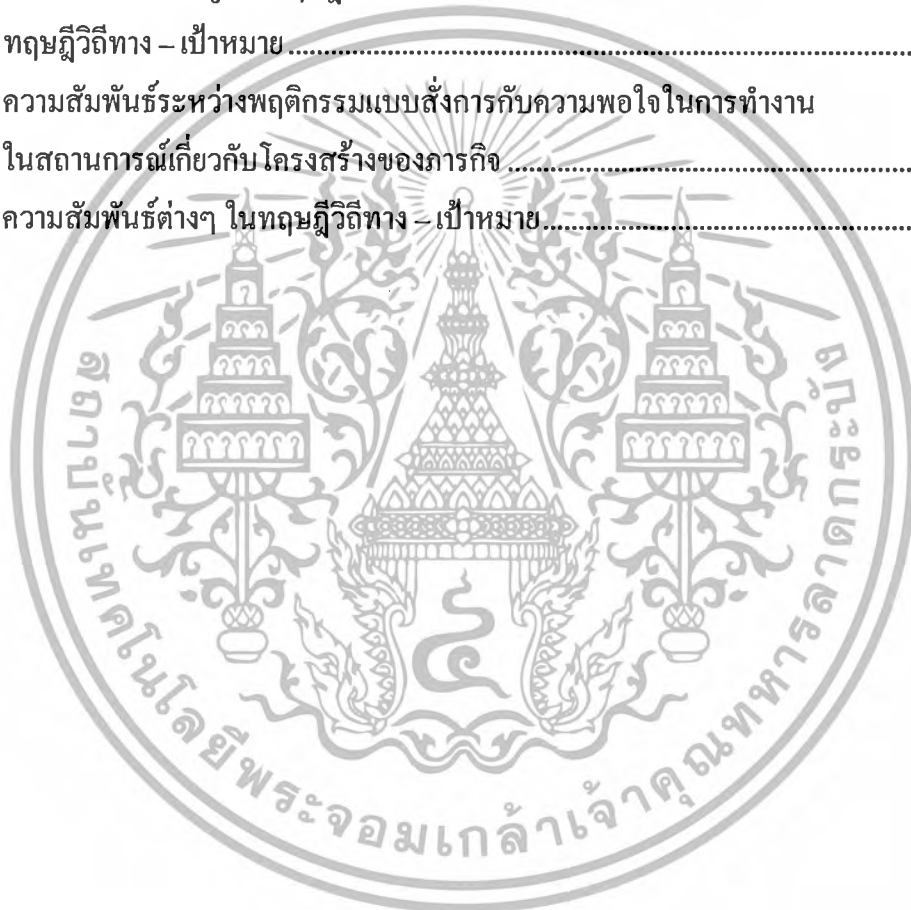 ทฤษฎีวิถีทาง – เป้าหมาย
ความสัมพันธ์ระหว่างพฤติกรรมแบบสั่งการกับความพอใจในการทำงาน
ในสถานการณ์เกี่ยวกับโครงสร้างของภารกิจ
ความสัมพันธ์ต่างๆ ในทฤษฎีวิถีทาง – เป้าหมาย
สถาบันเทคโนโลยีพระจอมเกล้าเจ้าคุณทหารลาดกระบัง
๔